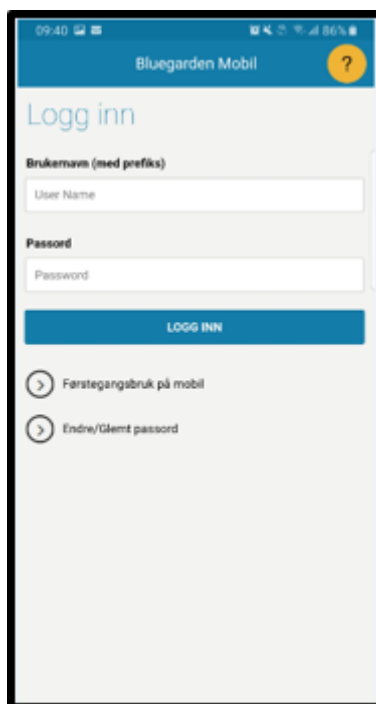 09:40
86%
Bluegarden Mobil
?
Logg inn
Brukernavn (med prefiks)
User Name
Passord
Password
LOGG INN
Førstegangsbruk på mobil
Endre/Glemt passord